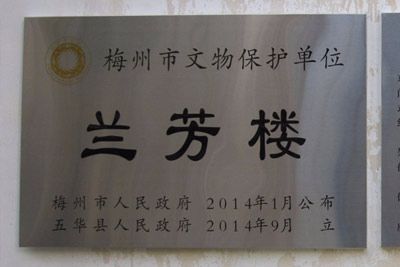 梅州市文物保护单位
兰芳楼
梅州市人民政府 2014年1月公布
五华县人民政府 2014年9月 立